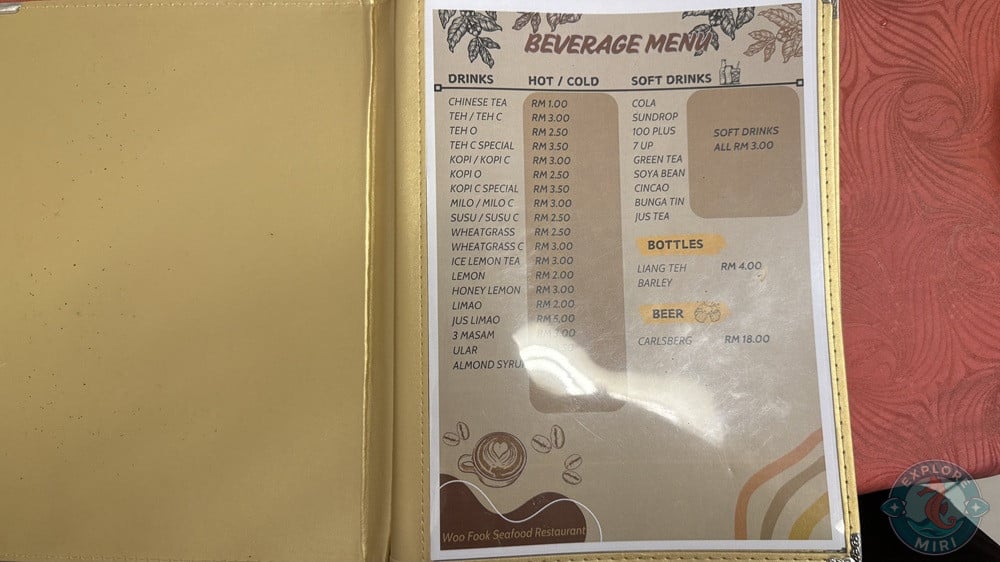 BEVERAGE MENU
DRINKS HOT / COLD
CHINESE TEA RM 1.00
TEH / TEH C RM 3.00
TEH O RM 2.50
TEH C SPECIAL RM 3.50
KOPI / KOPI C RM 3.00
KOPI O RM 2.50
KOPI C SPECIAL RM 3.50
MILO / MILO C RM 3.00
SUSU / SUSU C RM 2.50
WHEATGRASS RM 2.50
WHEATGRASS C RM 3.00
ICE LEMON TEA RM 3.00
LEMON RM 2.00
HONEY LEMON RM 3.00
LIMAO RM 2.00
JUS LIMAO RM 5.00
3 MASAM
ULAR
ALMOND SYRUP
SOFT DRINKS
COLA
SUNDROP
100 PLUS
7 UP
GREEN TEA
SOYA BEAN
CINCAO
BUNGA TIN
JUS TEA
SOFT DRINKS
ALL RM 3.00
BOTTLES
LIANG TEH RM 4.00
BARLEY
BEER
CARLSBERG RM 18.00
Woo Fook Seafood Restaurant
EXPLORE
MIRI